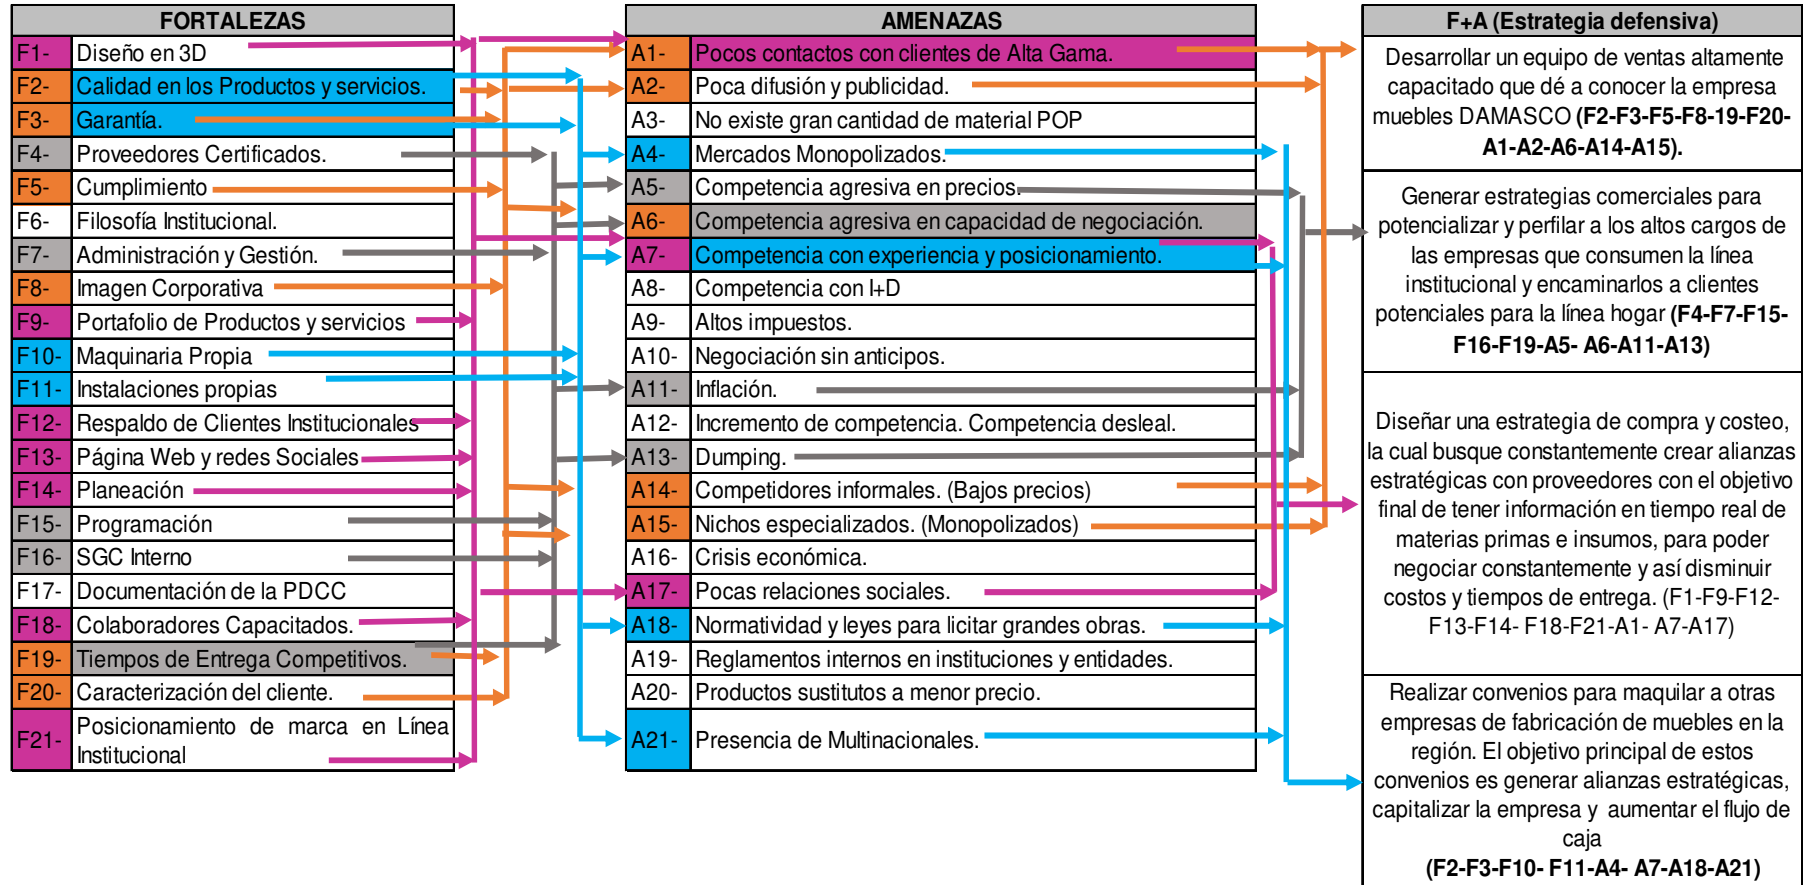 FORTALEZAS
F1- Diseño en 3D
F2- Calidad en los Productos y servicios.
F3- Garantía.
F4- Proveedores Certificados.
F5- Cumplimiento
F6- Filosofía Institucional.
F7- Administración y Gestión.
F8- Imagen Corporativa
F9- Portafolio de Productos y servicios
F10- Maquinaria Propia
F11- Instalaciones propias
F12- Respaldo de Clientes Institucionales
F13- Página Web y redes Sociales
F14- Planeación
F15- Programación
F16- SGC Interno
F17- Documentación de la PDCC
F18- Colaboradores Capacitados.
F19- Tiempos de Entrega Competitivos.
F20- Caracterización del cliente.
F21- Posicionamiento de marca en Línea
Institucional
AMENAZAS
A1- Pocos contactos con clientes de Alta Gama.
A2- Poca difusión y publicidad.
A3- No existe gran cantidad de material POP
A4- Mercados Monopolizados.
A5- Competencia agresiva en precios.
A6- Competencia agresiva en capacidad de negociación.
A7- Competencia con experiencia y posicionamiento.
A8- Competencia con I+D
A9- Altos impuestos.
A10- Negociación sin anticipos.
A11- Inflación.
A12- Incremento de competencia. Competencia desleal.
A13- Dumping.
A14- Competidores informales. (Bajos precios)
A15- Nichos especializados. (Monopolizados)
A16- Crisis económica.
A17- Pocas relaciones sociales.
A18- Normatividad y leyes para licitar grandes obras.
A19- Reglamentos internos en instituciones y entidades.
A20- Productos sustitutos a menor precio.
A21- Presencia de Multinacionales.
F+A (Estrategia defensiva)
Desarrollar un equipo de ventas altamente
capacitado que dé a conocer la empresa
muebles DAMASCO (F2-F3-F5-F8-19-F20-
A1-A2-A6-A14-A15).
Generar estrategias comerciales para
potencializar y perfilar a los altos cargos de
las empresas que consumen la línea
institucional y encaminarlos a clientes
potenciales para la línea hogar (F4-F7-F15-
F16-F19-A5- A6-A11-A13)
Diseñar una estrategia de compra y costeo,
la cual busque constantemente crear alianzas
estratégicas con proveedores con el objetivo
final de tener información en tiempo real de
materias primas e insumos, para poder
negociar constantemente y así disminuir
costos y tiempos de entrega. (F1-F9-F12-
F13-F14- F18-F21-A1- A7-A17)
Realizar convenios para maquilar a otras
empresas de fabricación de muebles en la
región. El objetivo principal de estos
convenios es generar alianzas estratégicas,
capitalizar la empresa y aumentar el flujo de
caja
(F2-F3-F10- F11-A4- A7-A18-A21)